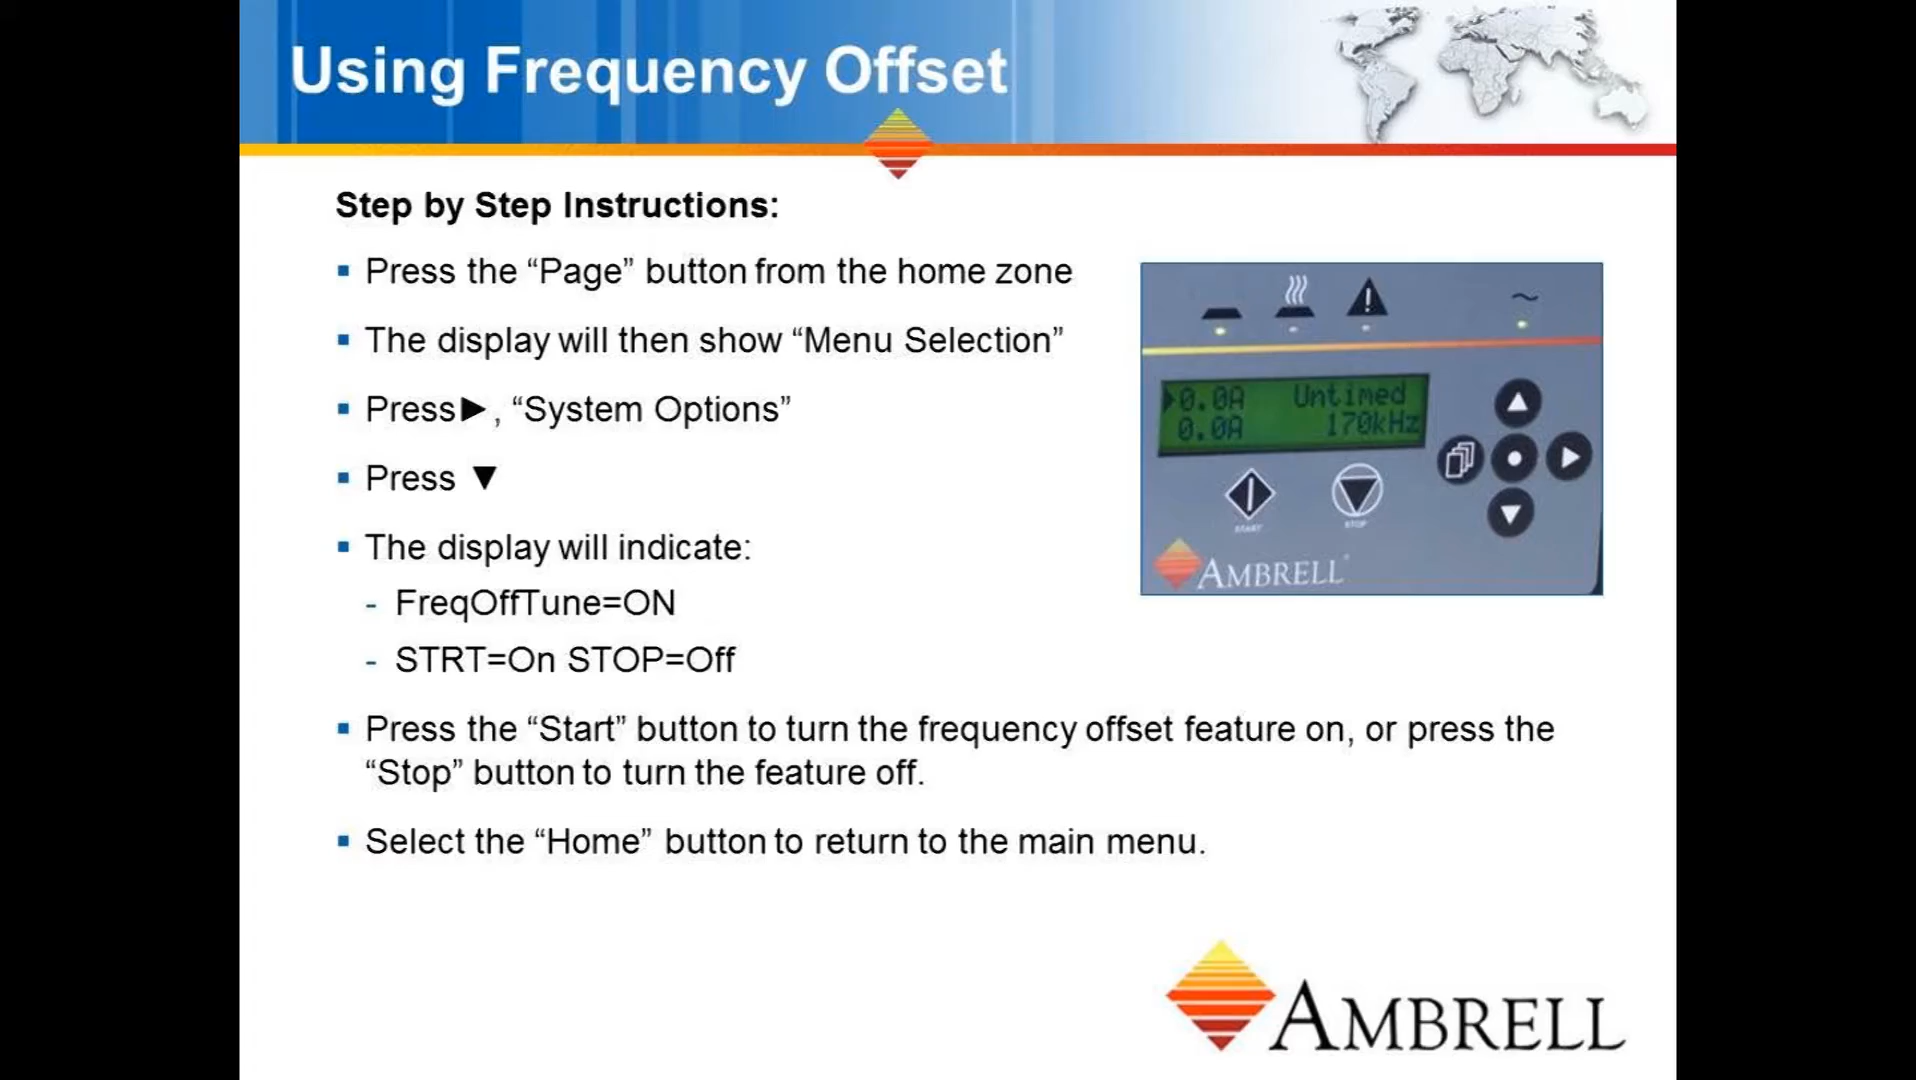 Using Frequency Offset
Step by Step Instructions:
▪ Press the “Page” button from the home zone
▪ The display will then show “Menu Selection”
▪ Press►, “System Options”
▪ Press ▼
▪ The display will indicate:
- FreqOffTune=ON
- STRT=On STOP=Off
▪ Press the “Start” button to turn the frequency offset feature on, or press the
“Stop” button to turn the feature off.
▪ Select the “Home” button to return to the main menu.
0.0A Untimed
0.0A 170kHz
START STOP
AMBRELL
AMBRELL